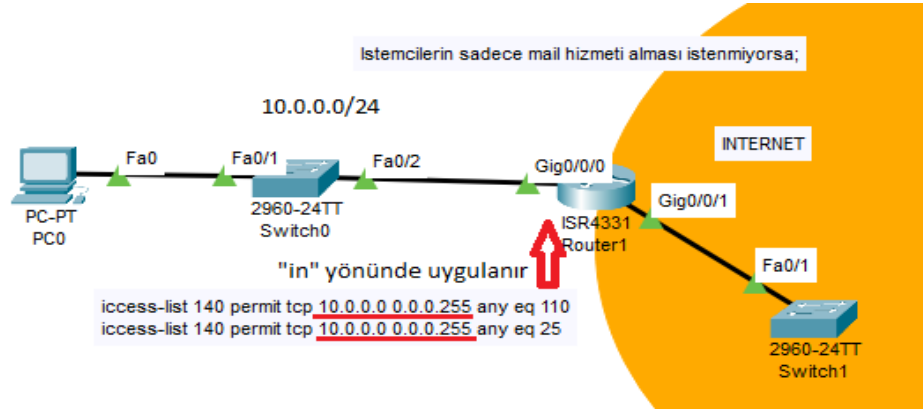 Istemcilerin sadece mail hizmeti alması istenmiyorsa;
10.0.0.0/24
INTERNET
Fa0
Fa0/1
Fa0/2
Gig0/0/0
Gig0/0/1
Fa0/1
PC-PT
PC0
2960-24TT
Switch0
ISR4331
Router1
"in" yönünde uygulanır
iccess-list 140 permit tcp 10.0.0.0 0.0.0.255 any eq 110
iccess-list 140 permit tcp 10.0.0.0 0.0.0.255 any eq 25
2960-24TT
Switch1